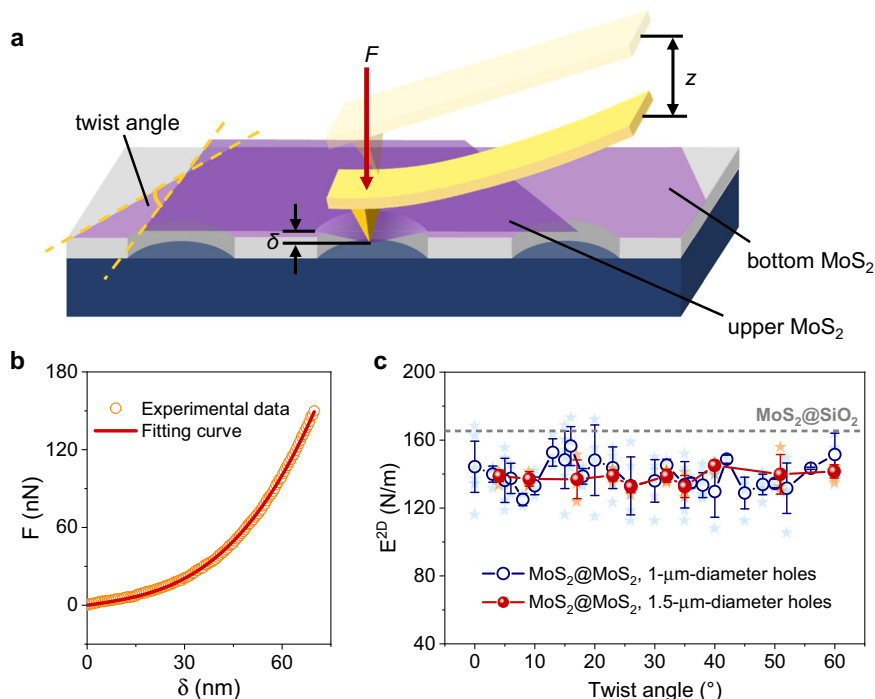 a
F
z
twist angle
δ
bottom MoS₂
upper MoS₂
b
180
120
60
0
F (nN)
Experimental data
Fitting curve
0 30 60
δ (nm)
c
200
160
120
80
40
E²ᴰ (N/m)
MoS₂@SiO₂
MoS₂@MoS₂, 1-μm-diameter holes
MoS₂@MoS₂, 1.5-μm-diameter holes
0 10 20 30 40 50 60
Twist angle (°)